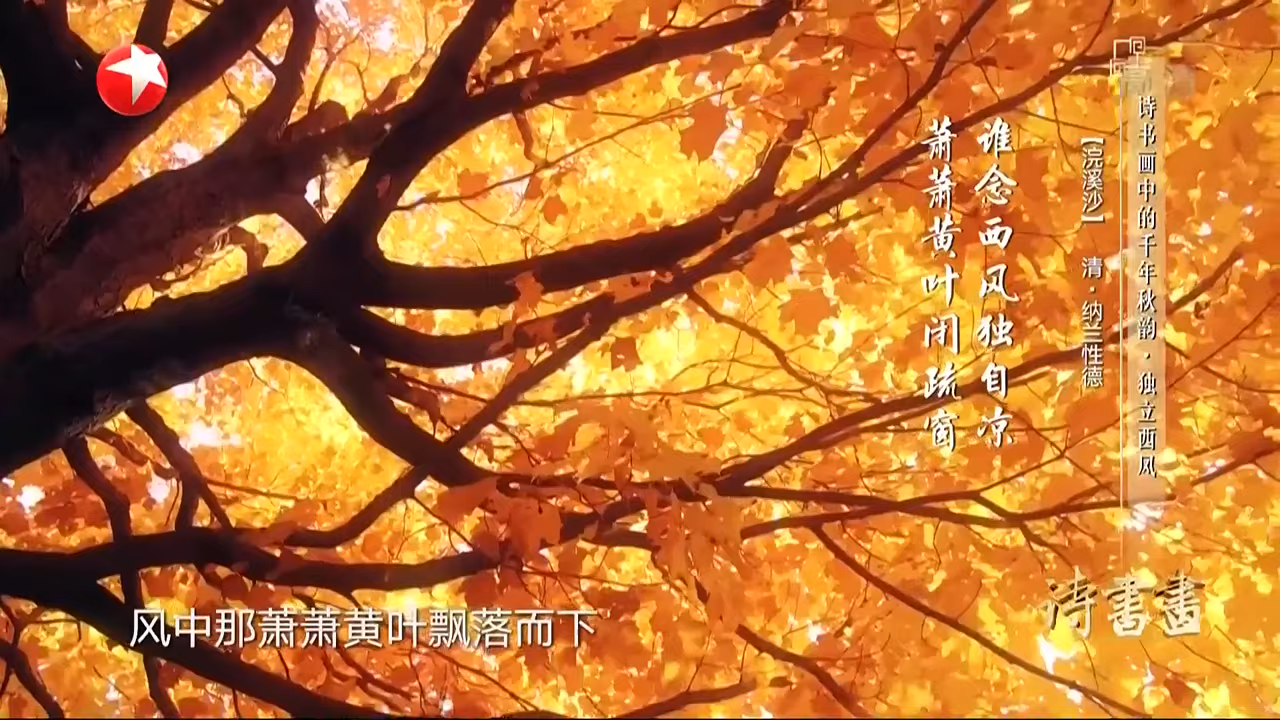 高清
诗书画中的千年秋韵·独立西风
【浣溪沙】 清·纳兰性德
谁念西风独自凉
萧萧黄叶闭疏窗
风中那萧萧黄叶飘落而下
诗書畫